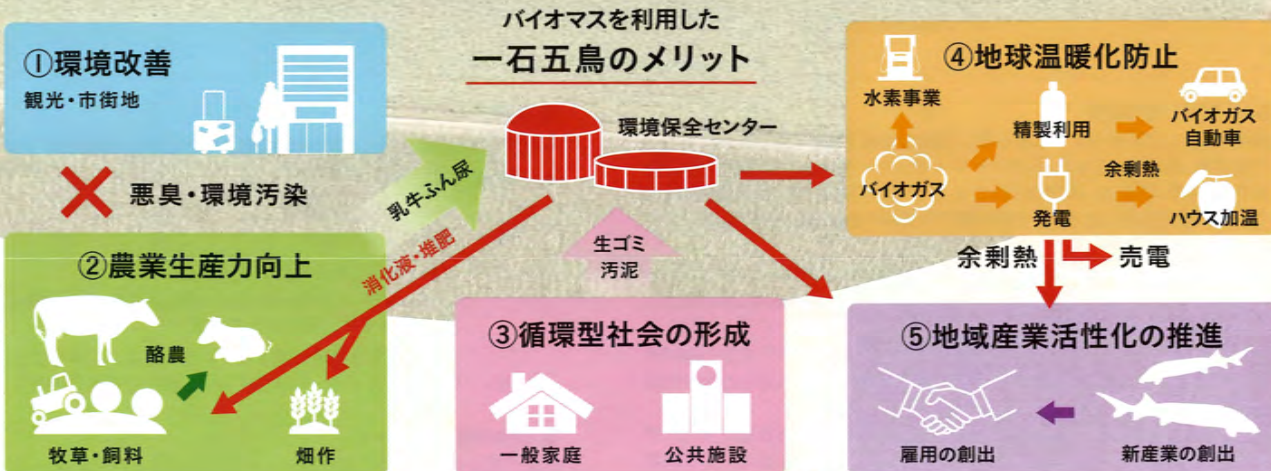 バイオマスを利用した
一石五鳥のメリット
①環境改善
観光・市街地
悪臭・環境汚染
乳牛ふん尿
環境保全センター
④地球温暖化防止
水素事業
精製利用
バイオガス
自動車
バイオガス
発電
余剰熱
ハウス加温
余剰熱
売電
②農業生産力向上
消化液・堆肥
酪農
牧草・飼料
畑作
生ゴミ
汚泥
③循環型社会の形成
一般家庭
公共施設
⑤地域産業活性化の推進
雇用の創出
新産業の創出